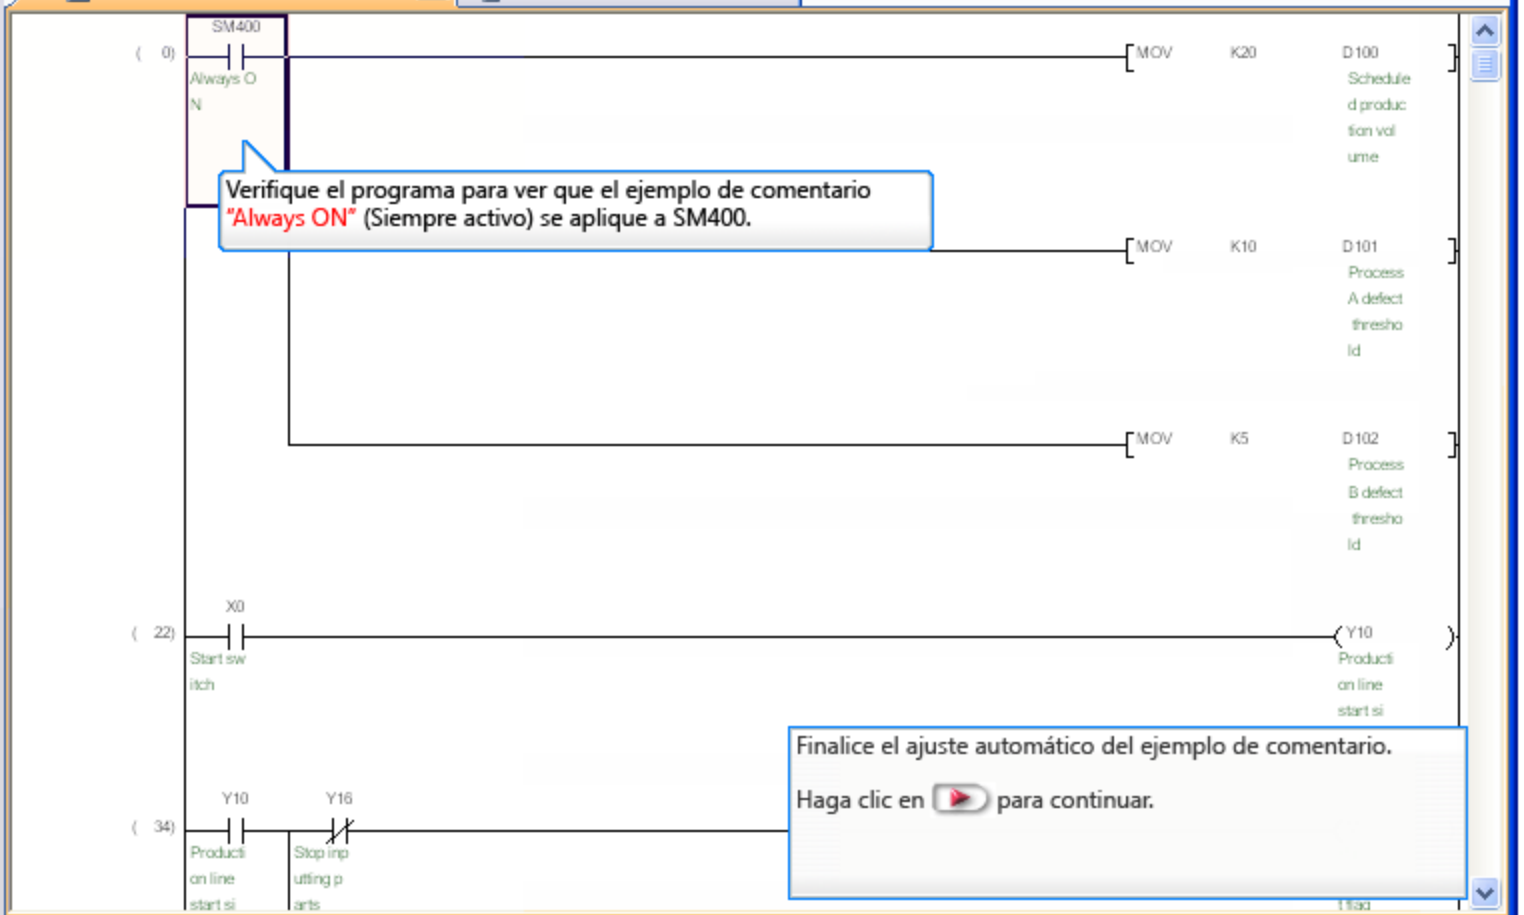 SM400
( 0) MOV K20 D100
Always O
N
Schedule
d produc
tion vol
ume
Verifique el programa para ver que el ejemplo de comentario
“Always ON” (Siempre activo) se aplique a SM400.
MOV K10 D101
Process
A defect
thresho
ld
MOV K5 D102
Process
B defect
thresho
ld
X0
( 22) Y10
Start sw
itch
Producti
on line
start si
Finalice el ajuste automático del ejemplo de comentario.
Haga clic en para continuar.
Y10 Y16
( 34)
Producti
on line
start si
Stop inp
utting p
arts
t flag